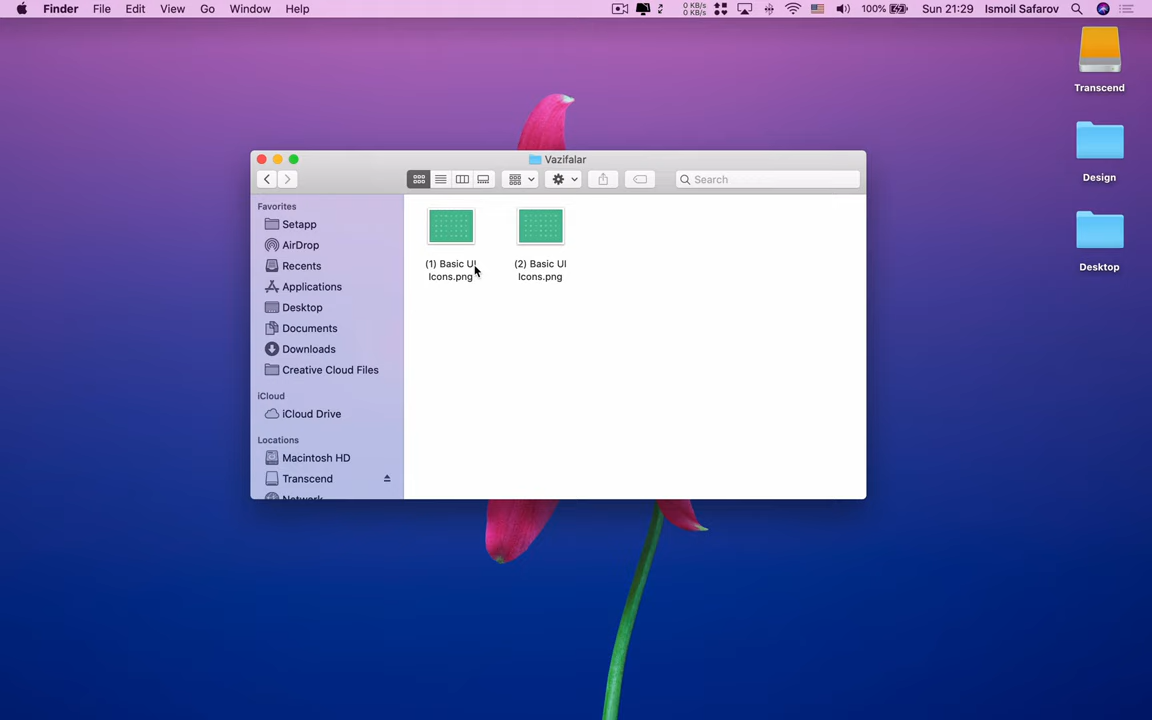 Finder File Edit View Go Window Help 0 KB/s 0 KB/s 100% Sun 21:29 Ismoil Safarov
Transcend
Design
Desktop
Vazifalar
Search
Favorites
Setapp
AirDrop
Recents
Applications
Desktop
Documents
Downloads
Creative Cloud Files
iCloud
iCloud Drive
Locations
Macintosh HD
Transcend
Network
(1) Basic UI
Icons.png
(2) Basic UI
Icons.png